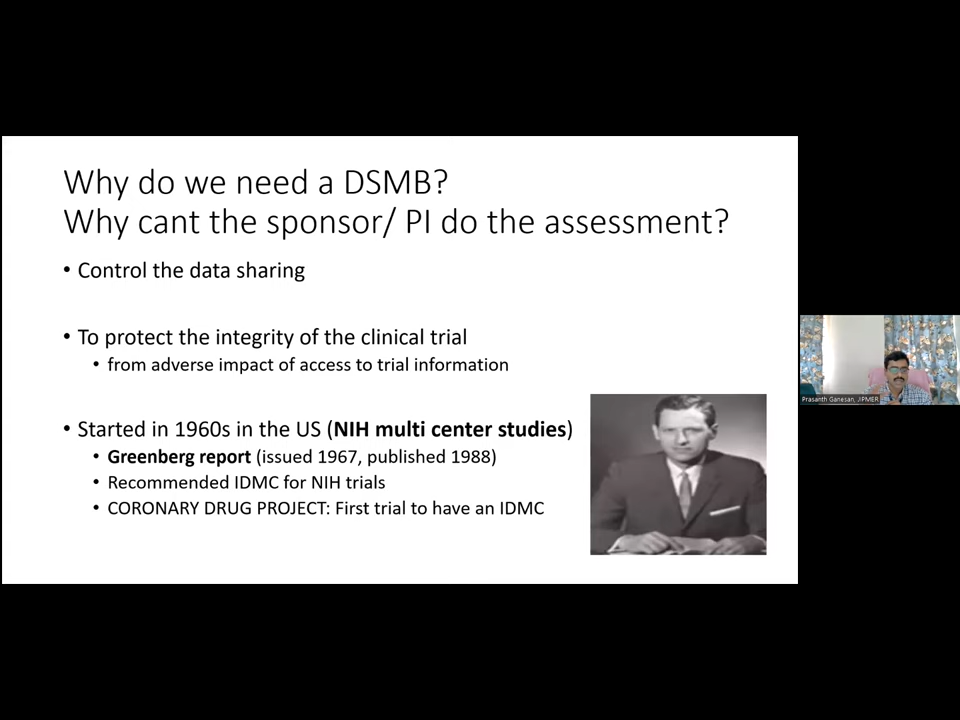 Why do we need a DSMB?
Why cant the sponsor/ PI do the assessment?
• Control the data sharing
• To protect the integrity of the clinical trial
• from adverse impact of access to trial information
• Started in 1960s in the US (NIH multi center studies)
• Greenberg report (issued 1967, published 1988)
• Recommended IDMC for NIH trials
• CORONARY DRUG PROJECT: First trial to have an IDMC
Prasanth Ganesan, JIPMER